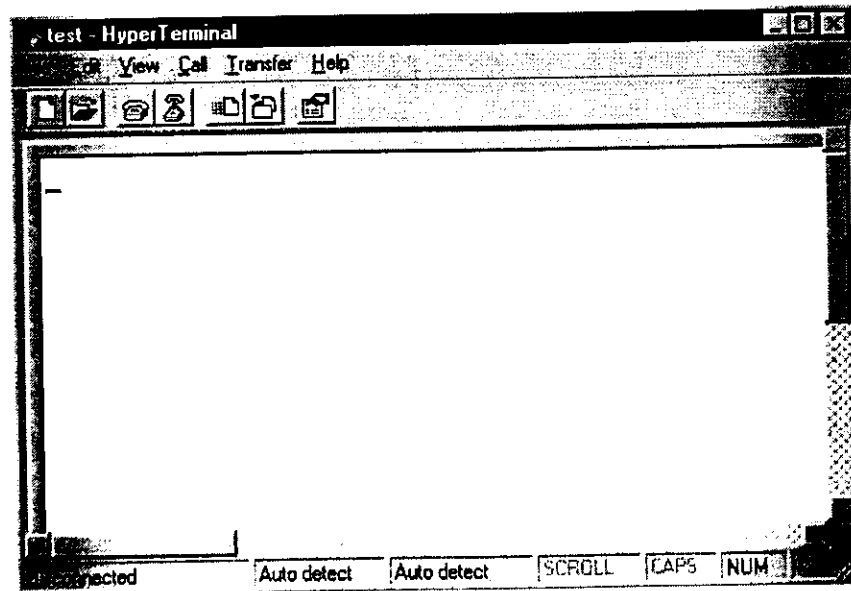 test - HyperTerminal
View Call Transfer Help
Auto detect Auto detect SCROLL CAPS NUM